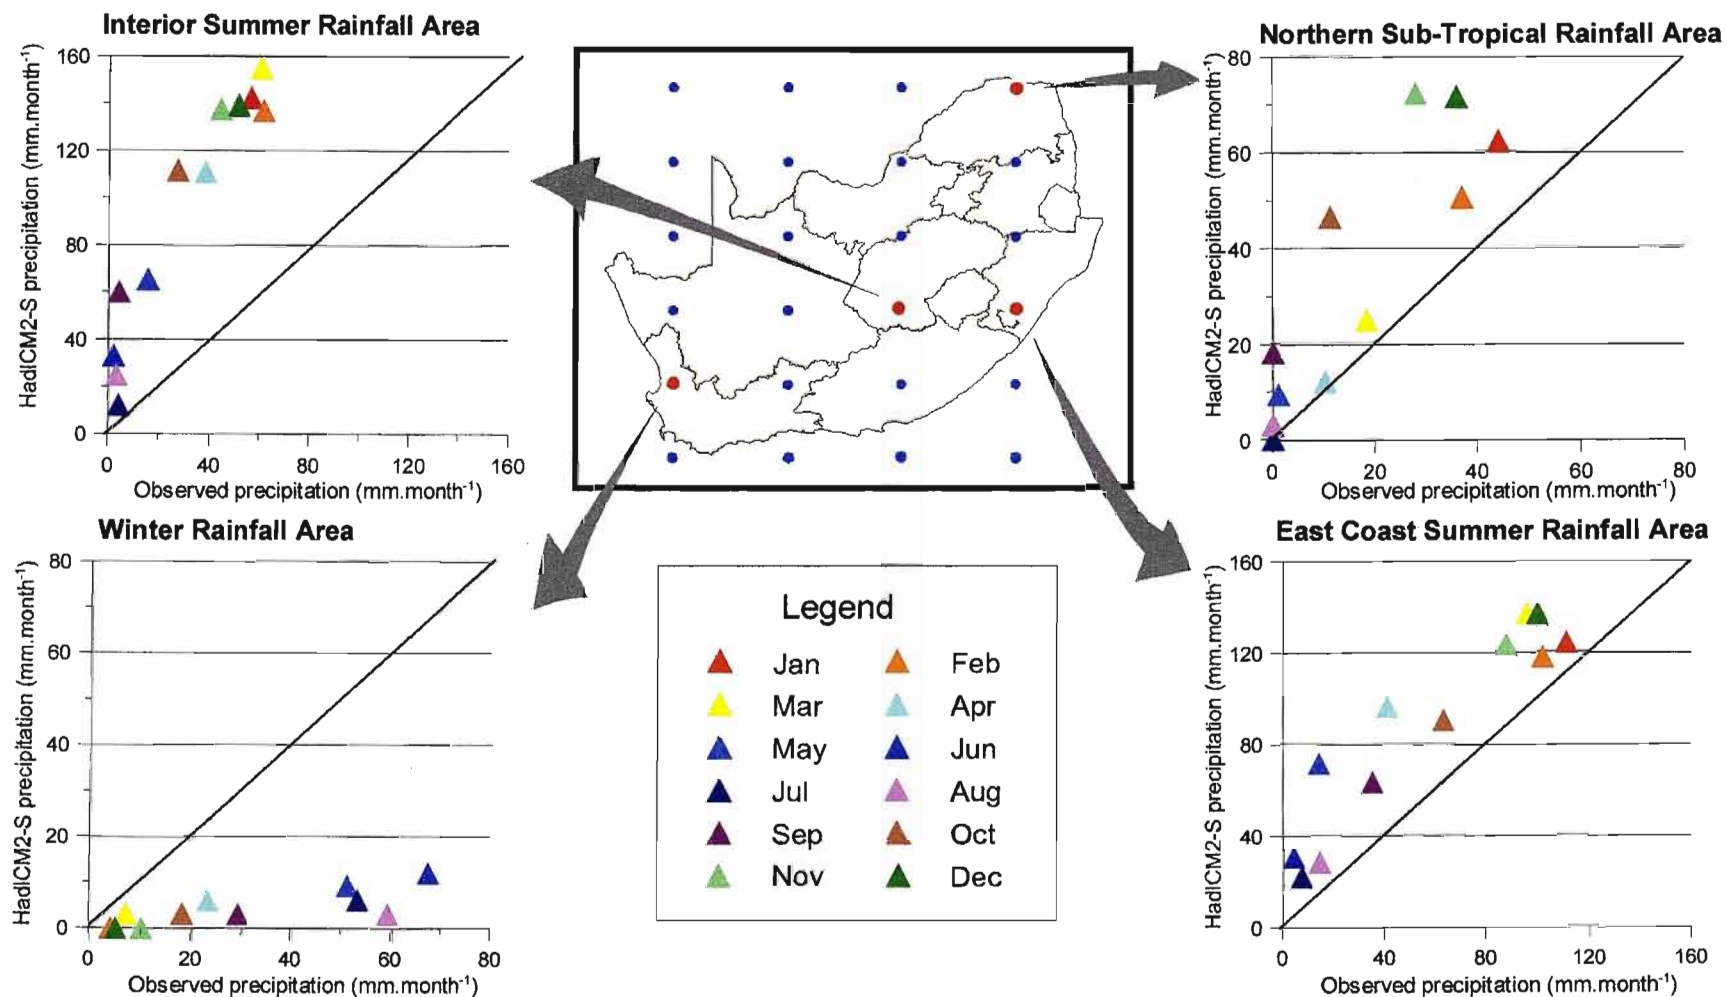 Interior Summer Rainfall Area
HadICM2-S precipitation (mm.month-1)
160
120
80
40
0
0 40 80 120 160
Observed precipitation (mm.month-1)
Northern Sub-Tropical Rainfall Area
HadICM2-S precipitation (mm.month-1)
80
60
40
20
0
0 20 40 60 80
Observed precipitation (mm.month-1)
Winter Rainfall Area
HadICM2-S precipitation (mm.month-1)
80
60
40
20
0
0 20 40 60 80
Observed precipitation (mm.month-1)
Legend
Jan Feb
Mar Apr
May Jun
Jul Aug
Sep Oct
Nov Dec
East Coast Summer Rainfall Area
HadICM2-S precipitation (mm.month-1)
160
120
80
40
0
0 40 80 120 160
Observed precipitation (mm.month-1)